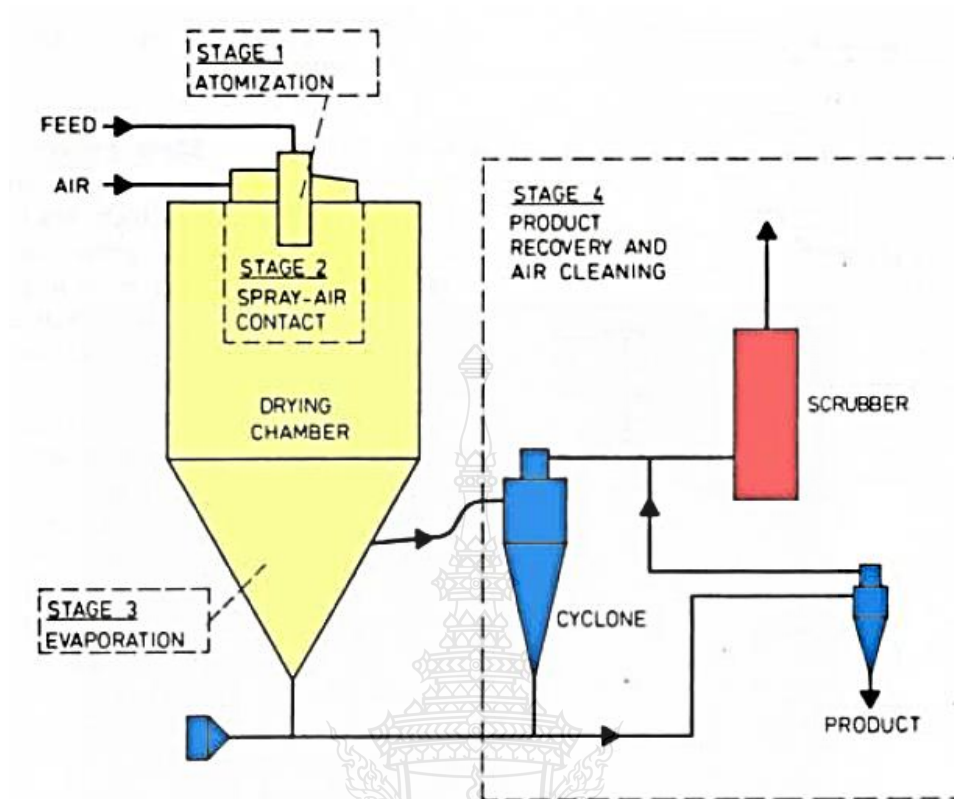 STAGE 1
ATOMIZATION
FEED
AIR
STAGE 2
SPRAY-AIR
CONTACT
DRYING
CHAMBER
STAGE 3
EVAPORATION
STAGE 4
PRODUCT
RECOVERY AND
AIR CLEANING
SCRUBBER
CYCLONE
PRODUCT